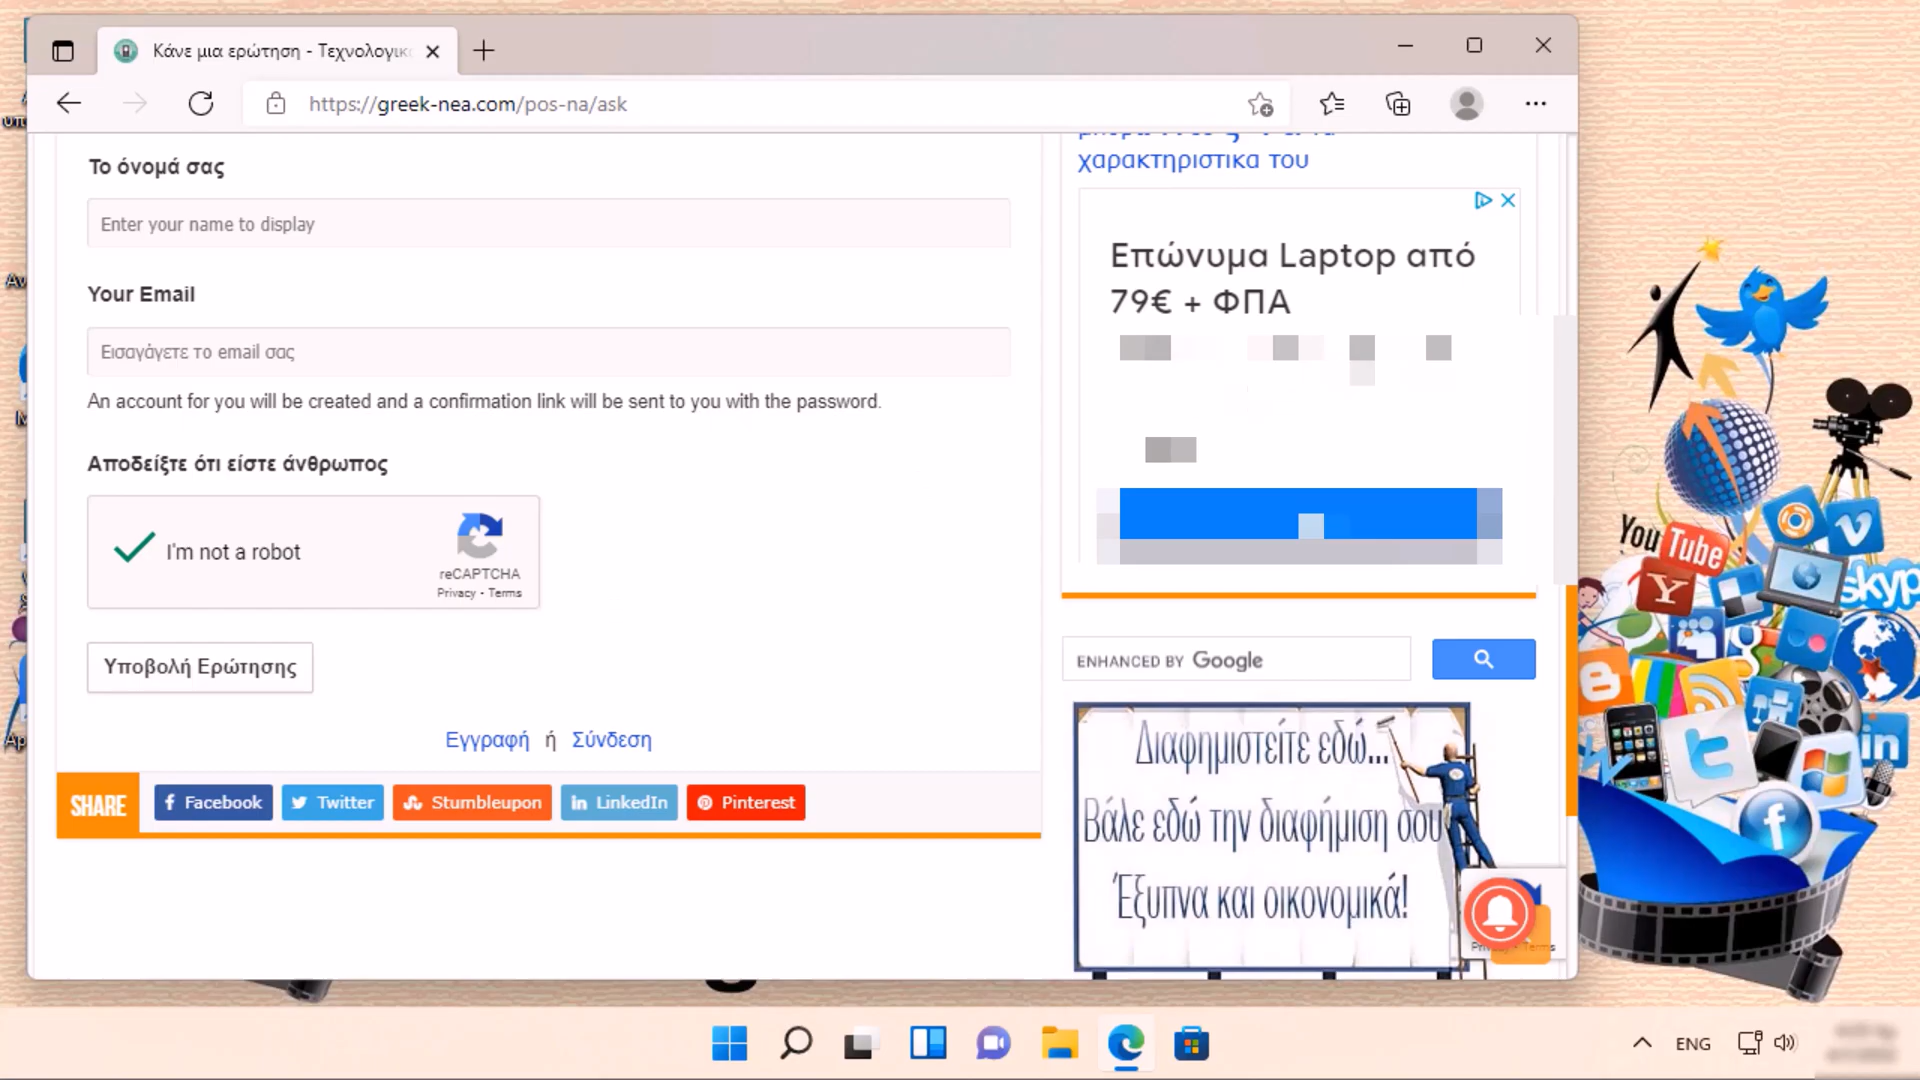 Κάνε μια ερώτηση - Τεχνολογικ
https://greek-nea.com/pos-na/ask
χαρακτηριστικα του
Το όνομά σας
Enter your name to display
Your Email
Εισαγάγετε το email σας
An account for you will be created and a confirmation link will be sent to you with the password.
Αποδείξτε ότι είστε άνθρωπος
I'm not a robot
reCAPTCHA
Privacy - Terms
Υποβολή Ερώτησης
Εγγραφή ή Σύνδεση
SHARE
Facebook
Twitter
Stumbleupon
LinkedIn
Pinterest
Επώνυμα Laptop από
79€ + ΦΠΑ
ENHANCED BY Google
Διαφημιστείτε εδώ...
Βάλε εδώ την διαφήμιση σου
Έξυπνα και οικονομικά!
You Tube
Y
skyp
in
ENG